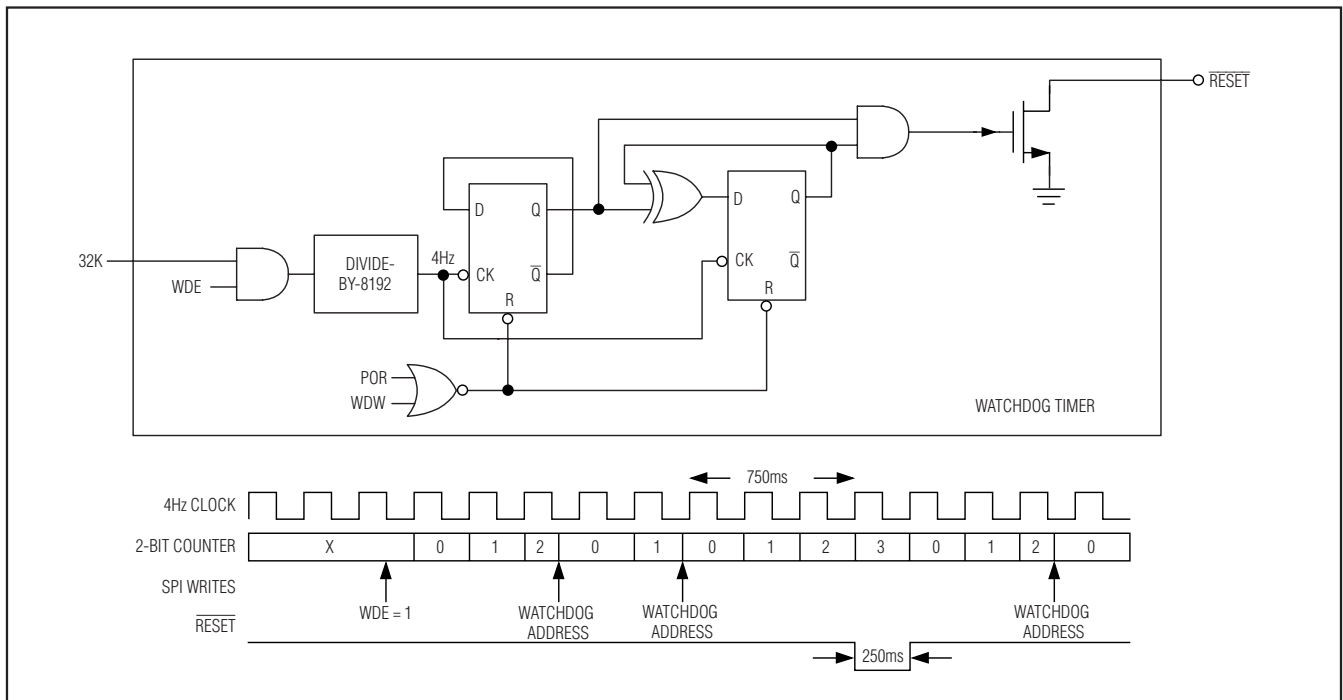 RESET
D
Q
32K
WDE
DIVIDE-
BY-8192
4Hz
D
Q
CK
Q
R
CK
Q
R
POR
WDW
WATCHDOG TIMER
750ms
4Hz CLOCK
2-BIT COUNTER
X 0 1 2 0 1 0 1 2 3 0 1 2 0
SPI WRITES
WDE = 1
WATCHDOG
ADDRESS
WATCHDOG
ADDRESS
WATCHDOG
ADDRESS
RESET
250ms